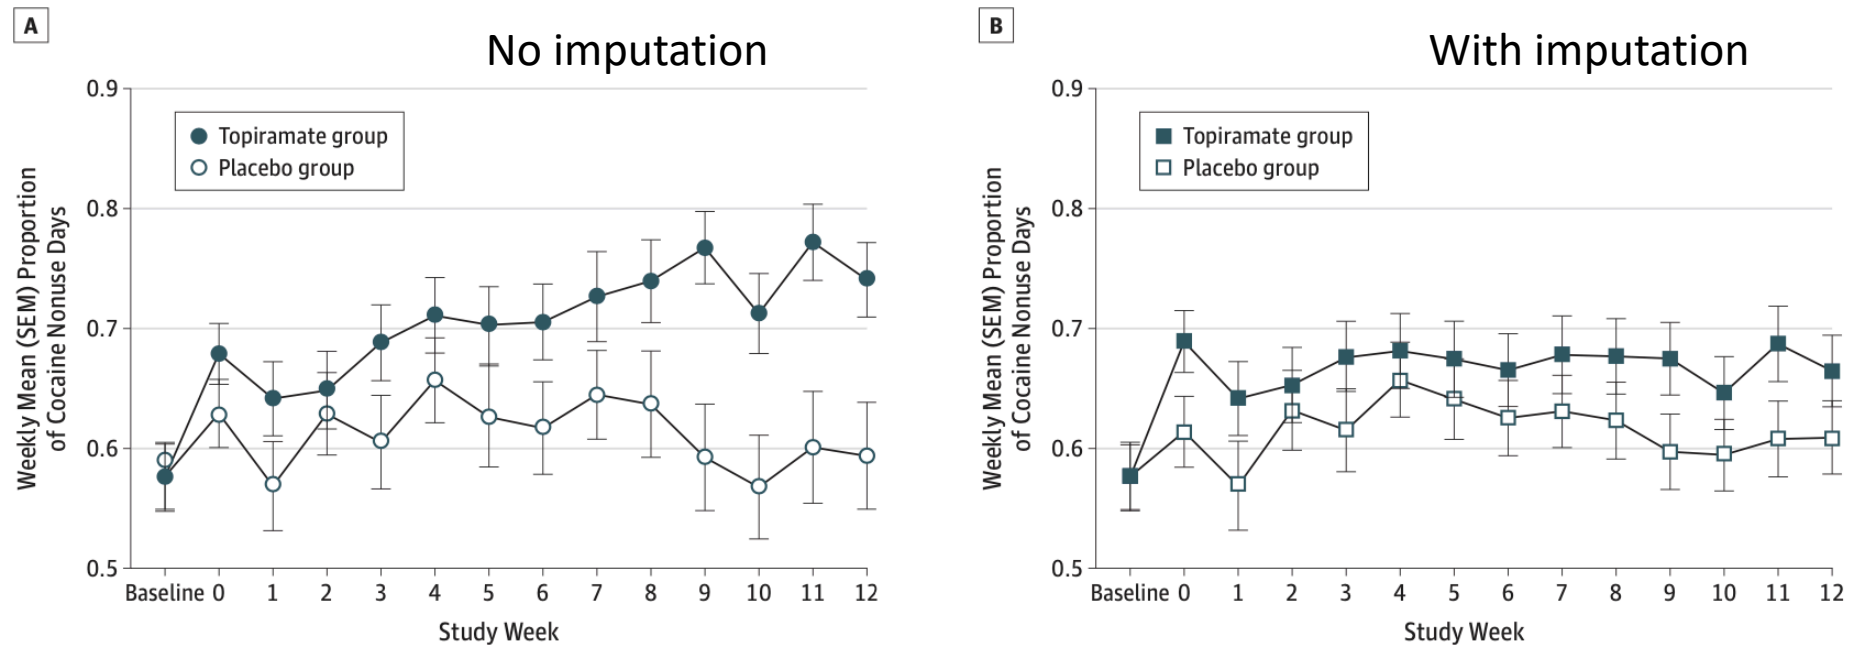 A
No imputation
Weekly Mean (SEM) Proportion
of Cocaine Nonuse Days
0.9
0.8
0.7
0.6
0.5
Topiramate group
Placebo group
Baseline 0 1 2 3 4 5 6 7 8 9 10 11 12
Study Week
B
With imputation
Weekly Mean (SEM) Proportion
of Cocaine Nonuse Days
0.9
0.8
0.7
0.6
0.5
Topiramate group
Placebo group
Baseline 0 1 2 3 4 5 6 7 8 9 10 11 12
Study Week